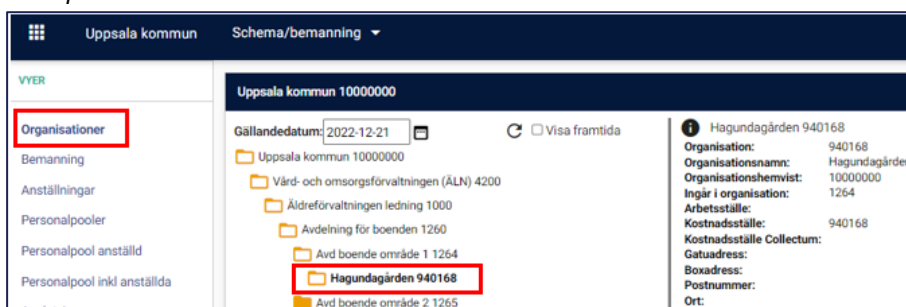 Uppsala kommun Schema/bemanning
VYER
Organisationer
Bemanning
Anställningar
Personalpooler
Personalpool anställd
Personalpool inkl anställda
Uppsala kommun 10000000
Gällandedatum: 2022-12-21 Visa framtida
Uppsala kommun 10000000
Vård- och omsorgsförvaltningen (ÄLN) 4200
Äldreförvaltningen ledning 1000
Avdelning för boenden 1260
Avd boende område 1 1264
Hagundagården 940168
Avd boende område 2 1265
Hagundagården 940168
Organisation: 940168
Organisationsnamn: Hagundagården
Organisationshemvist: 10000000
Ingår i organisation: 1264
Arbetsställe:
Kostnadsställe: 940168
Kostnadsställe Collectum:
Gatuadress:
Boxadress:
Postnummer:
Ort: